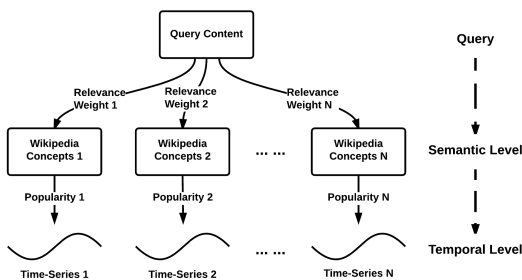 Query Content
Query
Relevance
Weight 1
Relevance
Weight 2
Relevance
Weight N
Wikipedia
Concepts 1
Wikipedia
Concepts 2
... ...
Wikipedia
Concepts N
Semantic Level
Popularity 1
Popularity 2
Popularity N
... ...
Temporal Level
Time-Series 1
Time-Series 2
Time-Series N